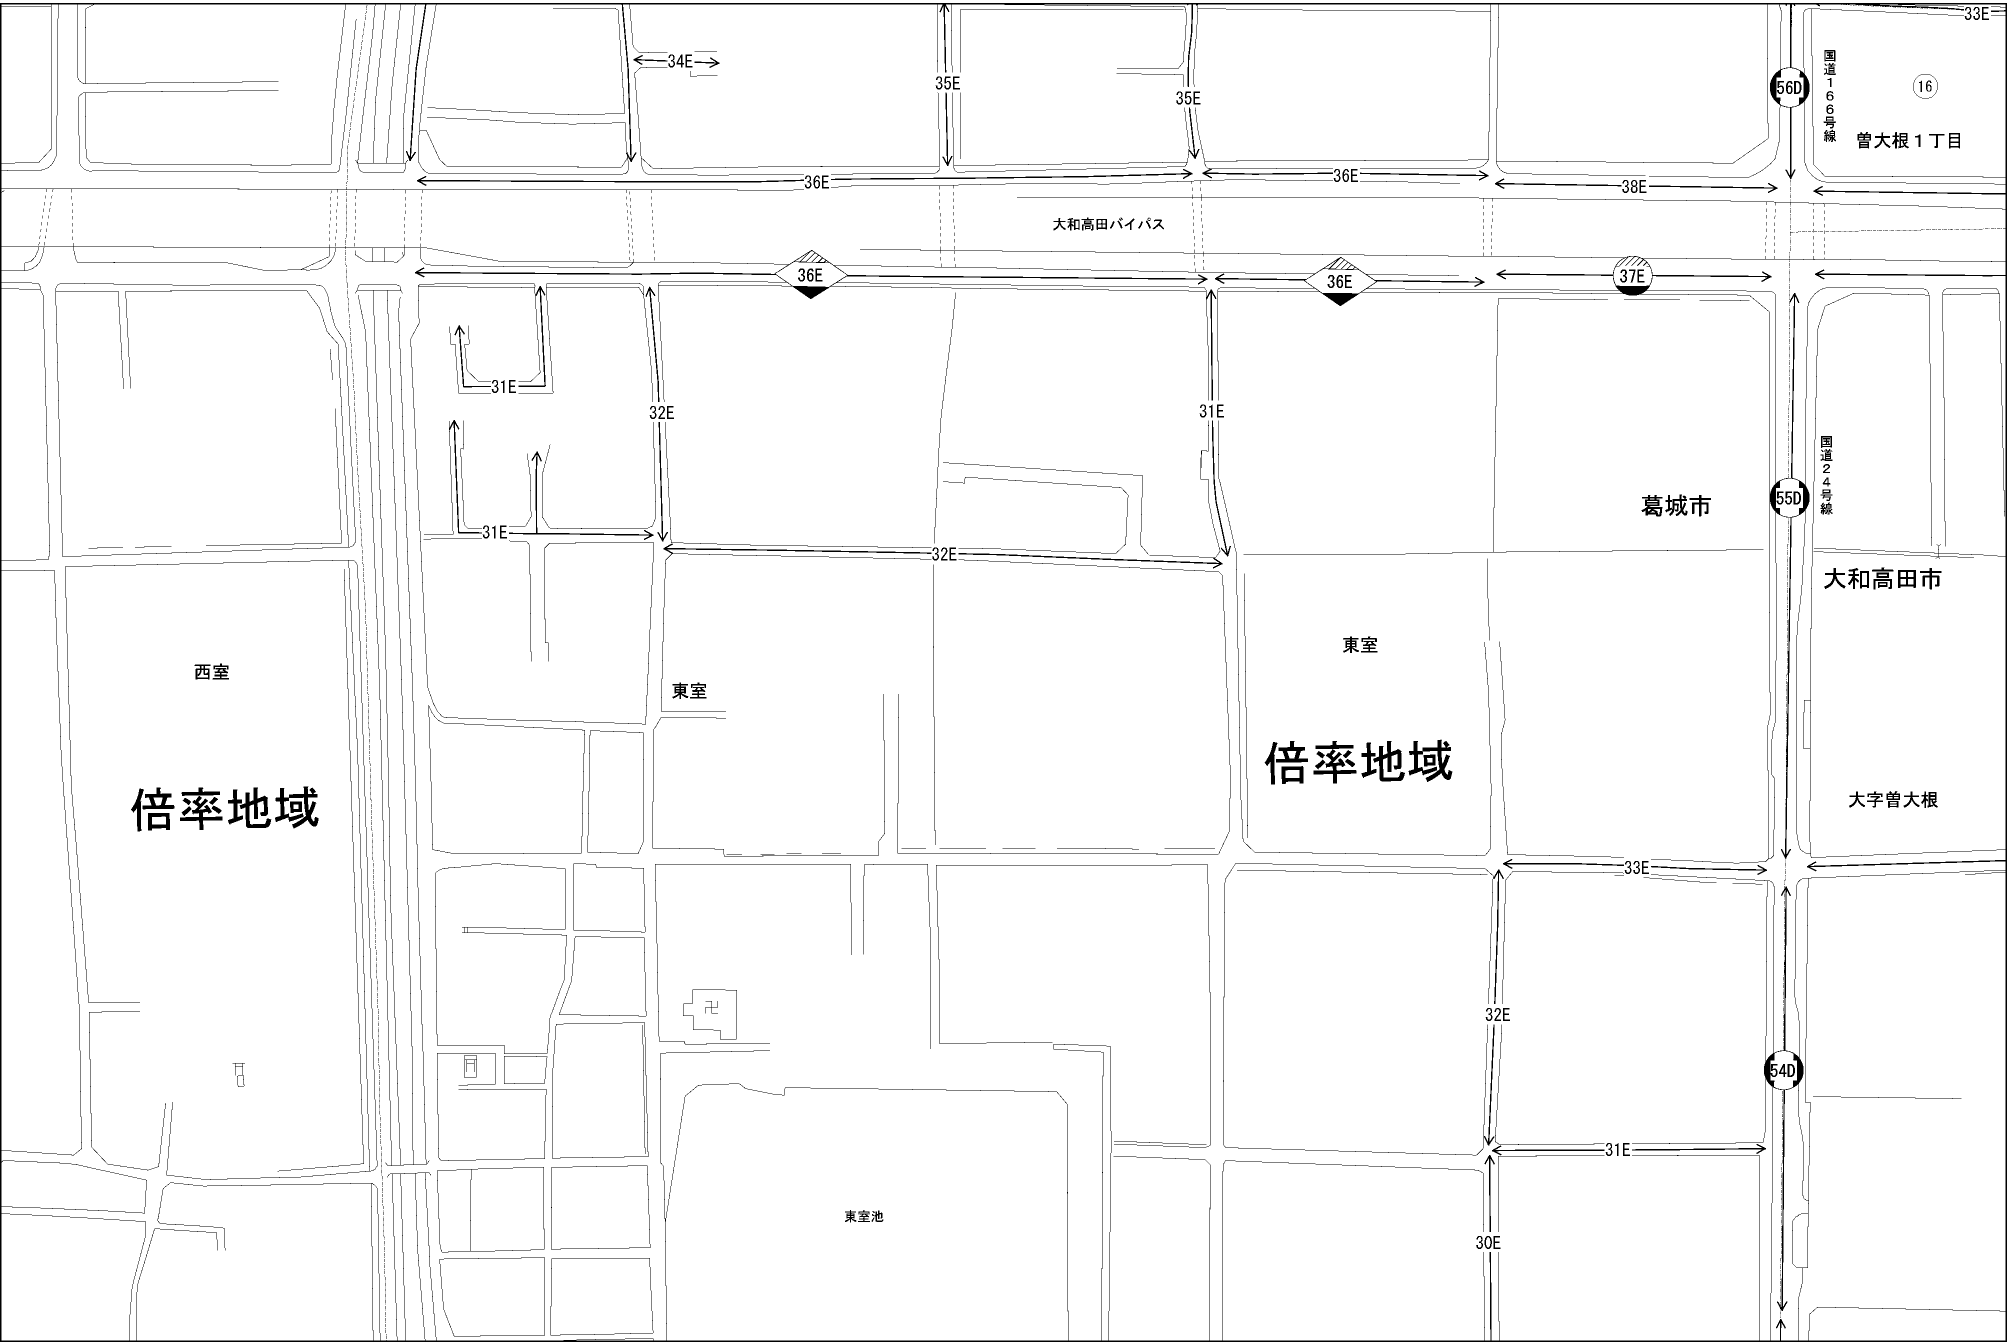 33E
34E
35E
35E
56D
国道166号線
16
曽大根1丁目
36E
36E
38E
大和高田バイパス
36E
36E
37E
31E
32E
31E
国道24号線
55D
葛城市
31E
32E
大和高田市
東室
西室
東室
倍率地域
倍率地域
大字曽大根
33E
32E
54D
31E
東室池
30E